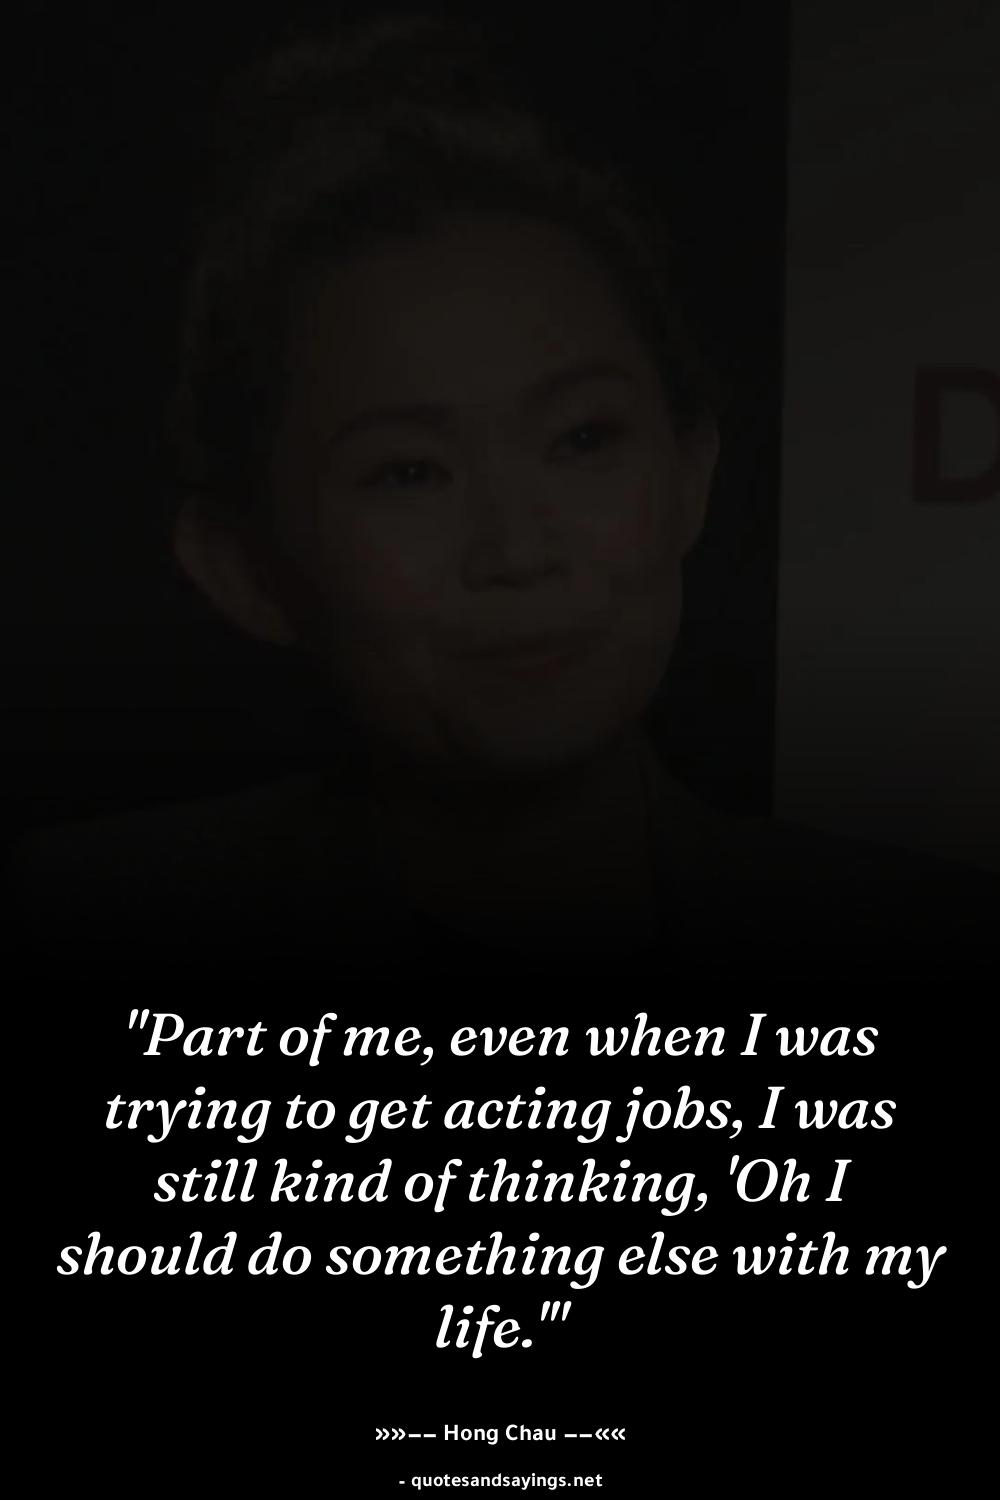 D
"Part of me, even when I was
trying to get acting jobs, I was
still kind of thinking, 'Oh I
should do something else with my
life.'"
»»–– Hong Chau ––««
- quotesandsayings.net